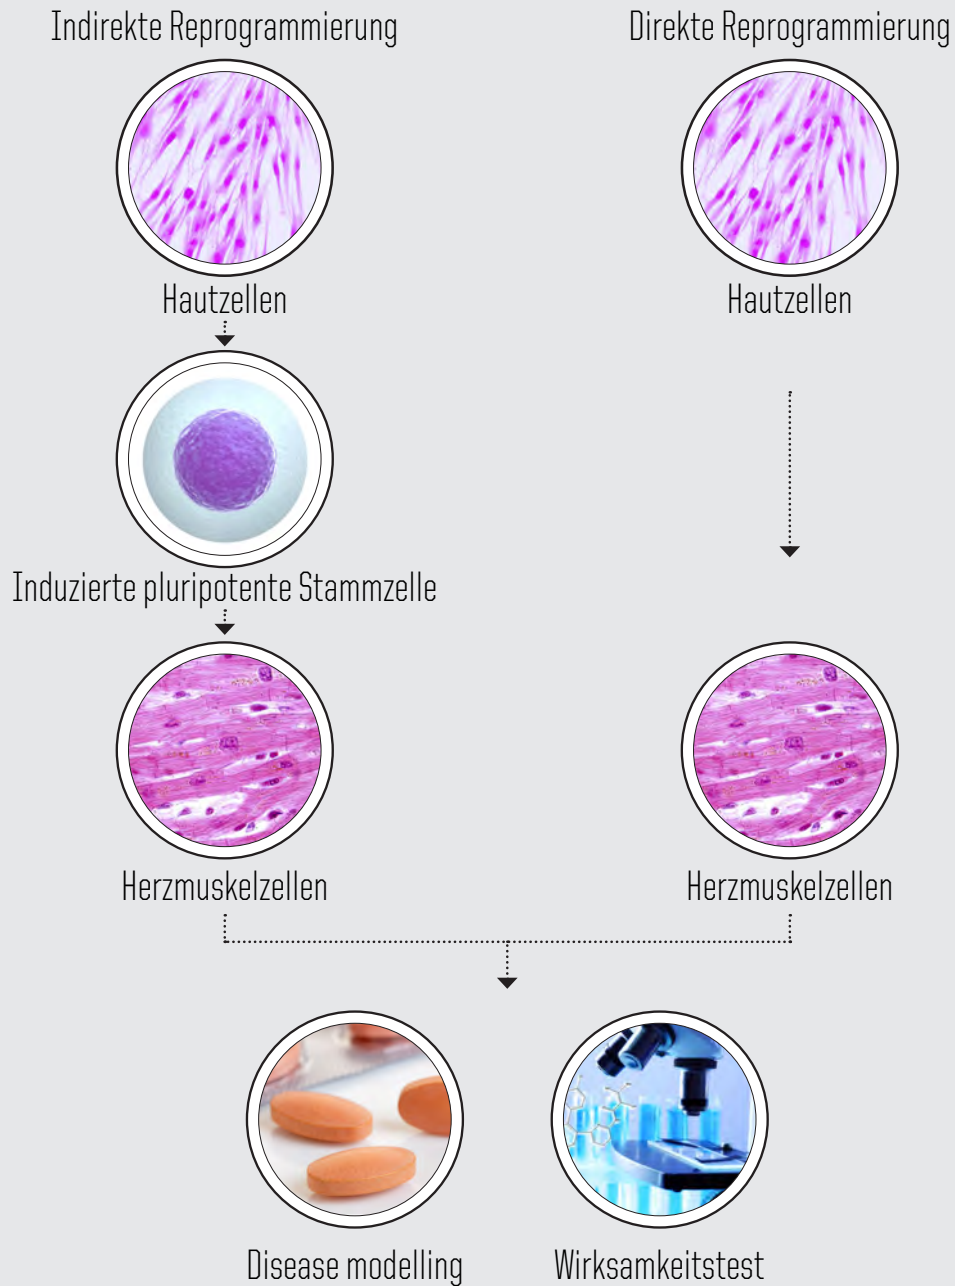 Indirekte Reprogrammierung
Direkte Reprogrammierung
Hautzellen
Hautzellen
Induzierte pluripotente Stammzelle
Herzmuskelzellen
Herzmuskelzellen
Disease modelling
Wirksamkeitstest